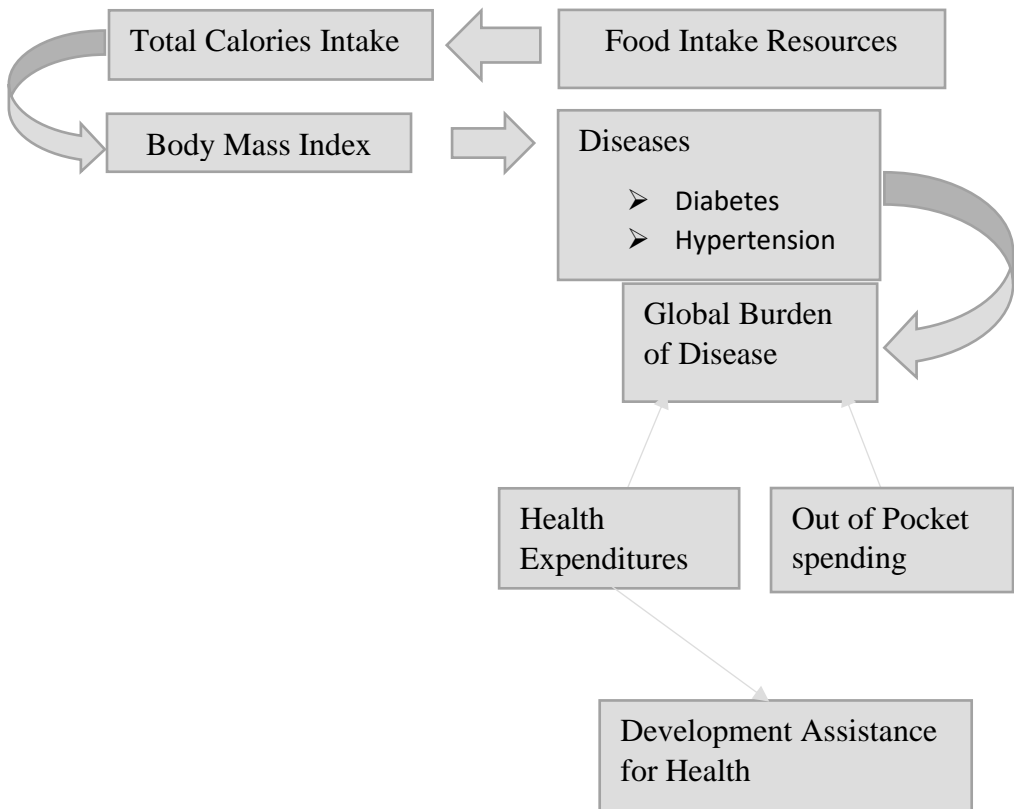 Total Calories Intake
Food Intake Resources
Body Mass Index
Diseases
➢ Diabetes
➢ Hypertension
Global Burden
of Disease
Health
Expenditures
Out of Pocket
spending
Development Assistance
for Health